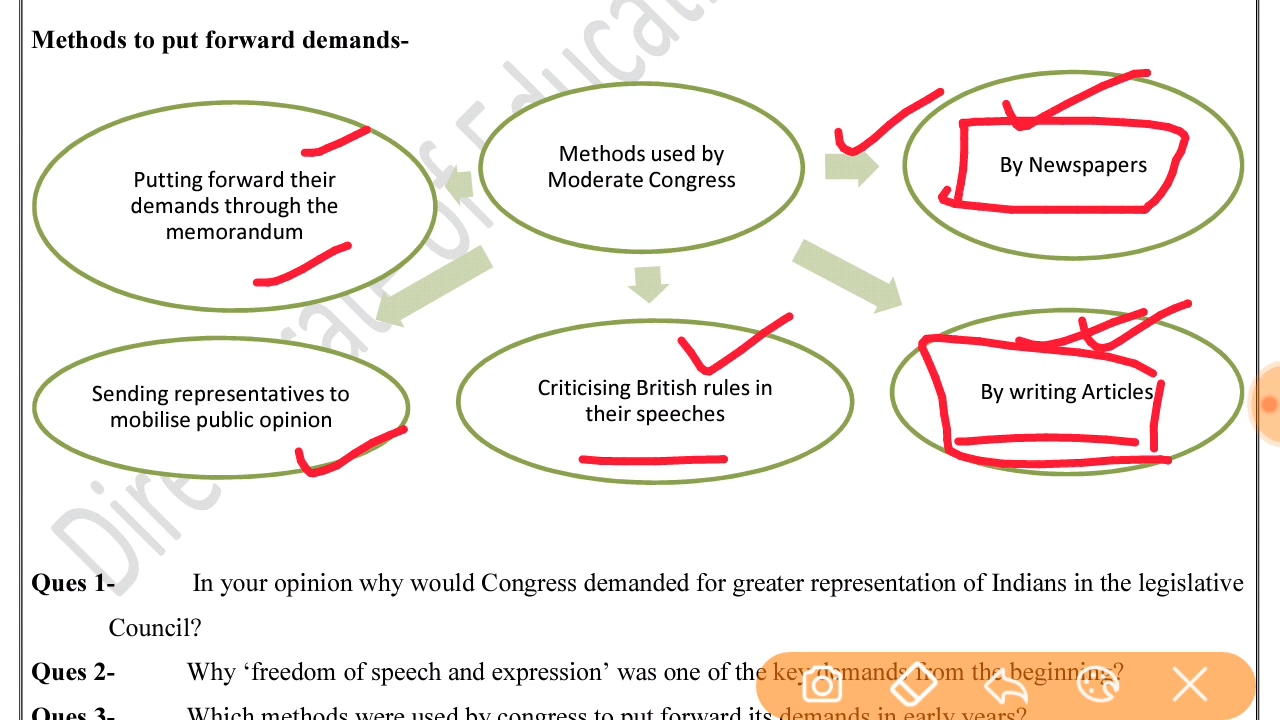 Methods to put forward demands-
Putting forward their
demands through the
memorandum
Methods used by
Moderate Congress
By Newspapers
Sending representatives to
mobilise public opinion
Criticising British rules in
their speeches
By writing Articles
Directorate of Educat
Ques 1- In your opinion why would Congress demanded for greater representation of Indians in the legislative
Council?
Ques 2- Why ‘freedom of speech and expression’ was one of the key demands from the beginning?
Ques 3- Which methods were used by congress to put forward its demands in early years?